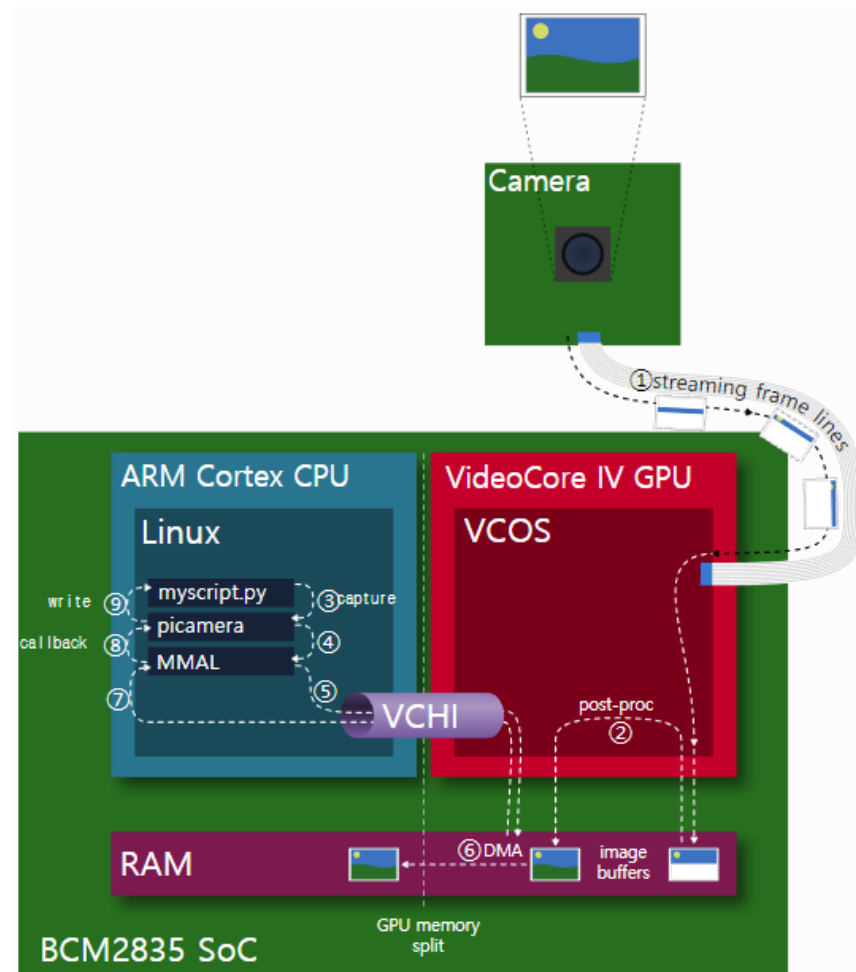 Camera
①streaming frame lines
ARM Cortex CPU
VideoCore IV GPU
Linux
VCOS
myscript.py
picamera
MMAL
write ⑨
③capture
callback ⑧
④
⑦
⑤
VCHI
post-proc
②
RAM
⑥DMA
image
buffers
GPU memory
split
BCM2835 SoC